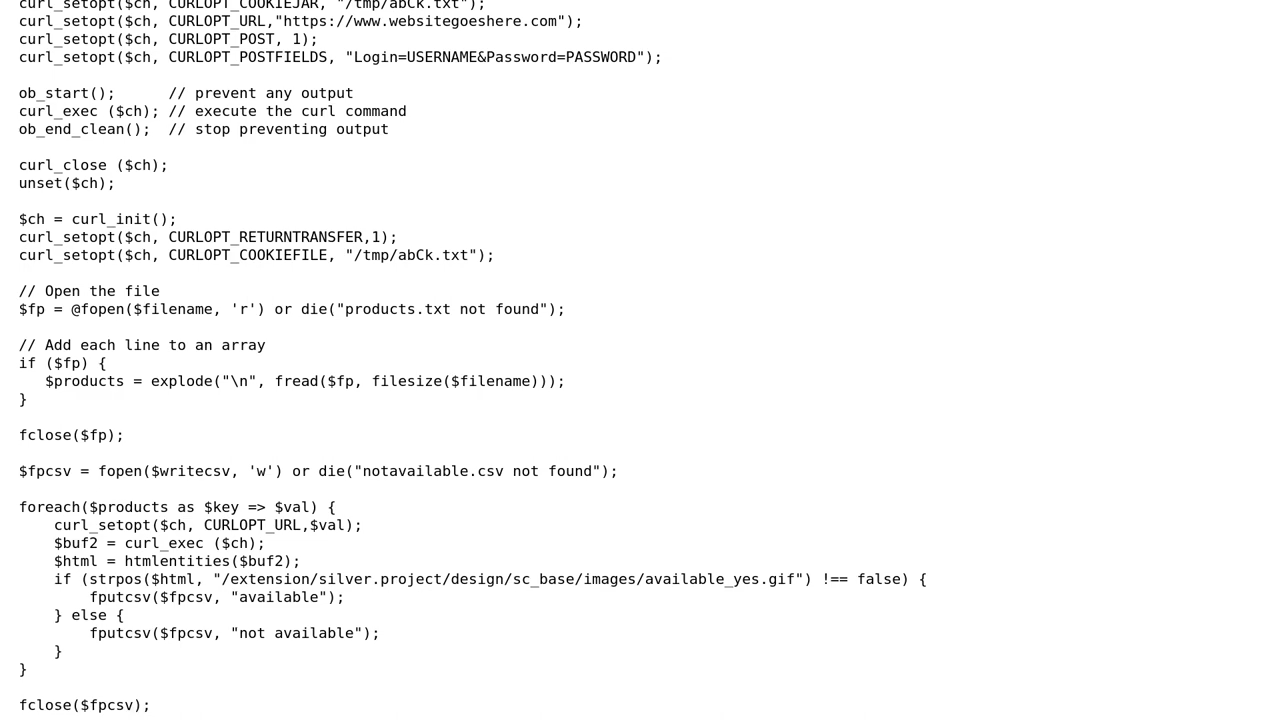 curl_setopt($ch, CURLOPT_COOKIEJAR, "/tmp/abCk.txt");
curl_setopt($ch, CURLOPT_URL,"https://www.websitegoeshere.com");
curl_setopt($ch, CURLOPT_POST, 1);
curl_setopt($ch, CURLOPT_POSTFIELDS, "Login=USERNAME&Password=PASSWORD");

ob_start();      // prevent any output
curl_exec ($ch); // execute the curl command
ob_end_clean();  // stop preventing output

curl_close ($ch);
unset($ch);

$ch = curl_init();
curl_setopt($ch, CURLOPT_RETURNTRANSFER,1);
curl_setopt($ch, CURLOPT_COOKIEFILE, "/tmp/abCk.txt");

// Open the file
$fp = @fopen($filename, 'r') or die("products.txt not found");

// Add each line to an array
if ($fp) {
   $products = explode("\n", fread($fp, filesize($filename)));
}

fclose($fp);

$fpcsv = fopen($writecsv, 'w') or die("notavailable.csv not found");

foreach($products as $key => $val) {
    curl_setopt($ch, CURLOPT_URL,$val);
    $buf2 = curl_exec ($ch);
    $html = htmlentities($buf2);
    if (strpos($html, "/extension/silver.project/design/sc_base/images/available_yes.gif") !== false) {
        fputcsv($fpcsv, "available");
    } else {
        fputcsv($fpcsv, "not available");
    }
}

fclose($fpcsv);